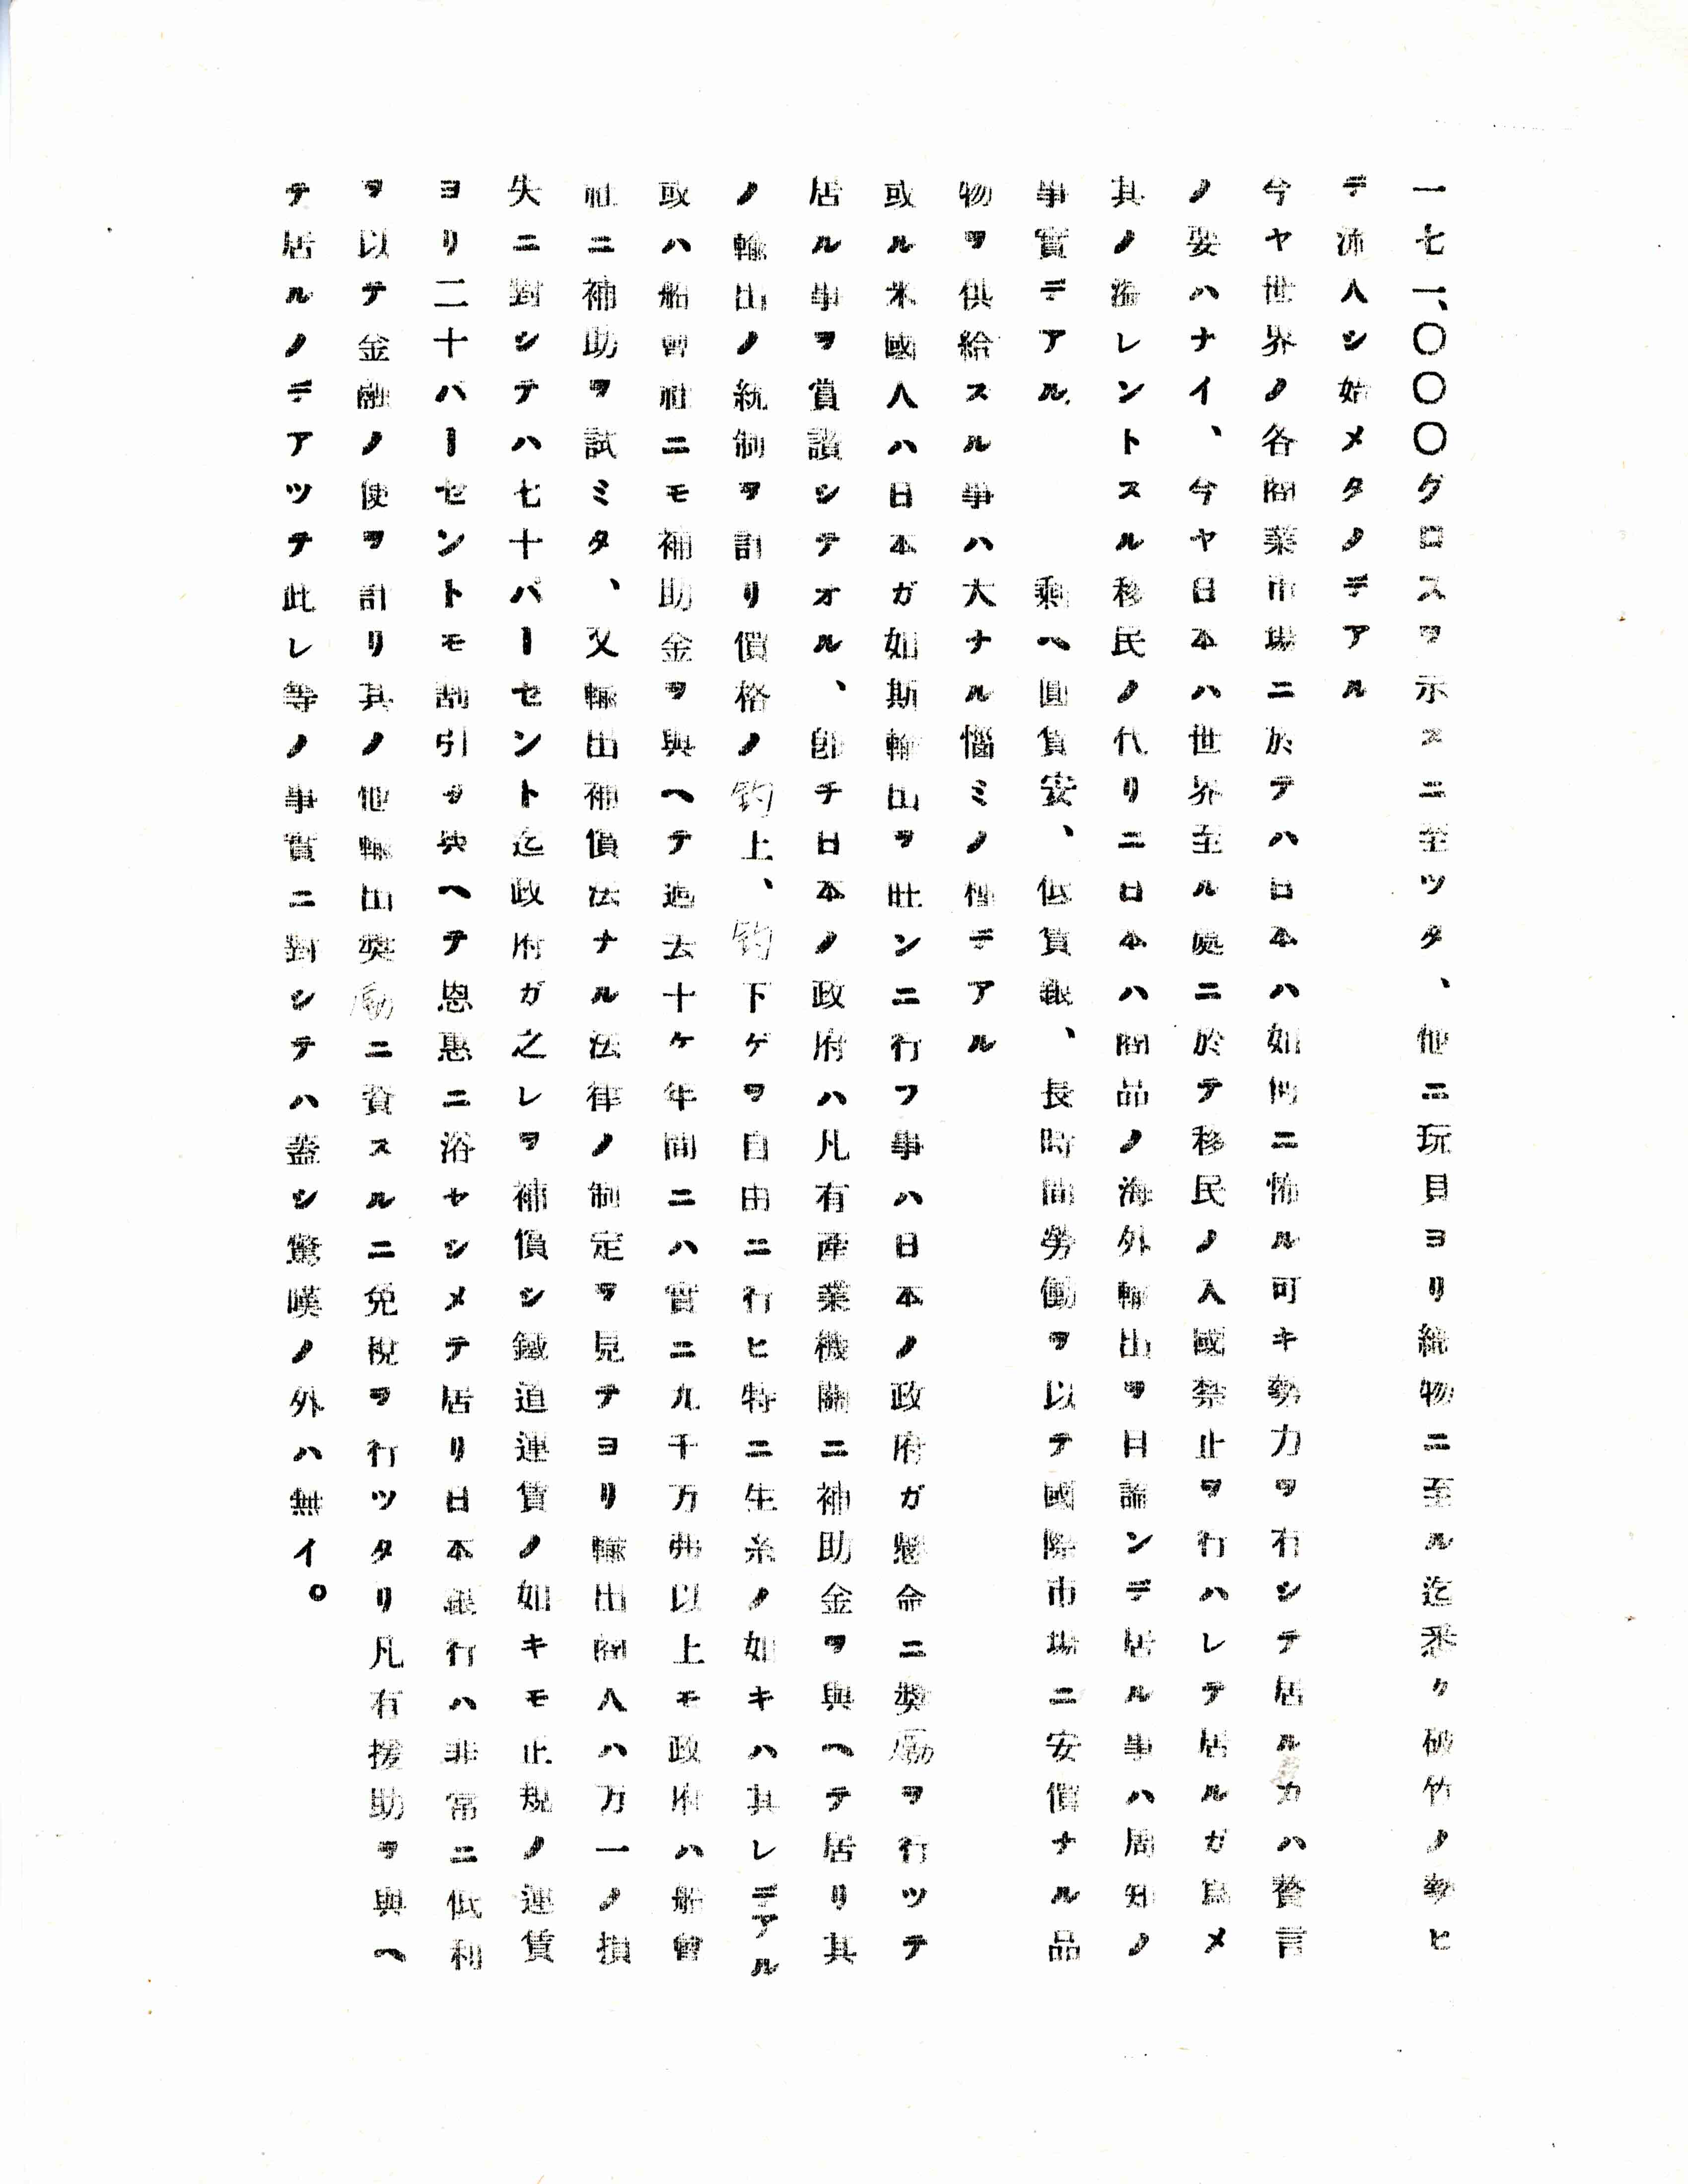 一七一、〇〇〇グロスヲ示スニ至ツタ、他ニ玩具ヨリ織物ニ至ル迄悉ク破竹ノ勢ヒ
デ流入シ始メタノデアル
今ヤ世界ノ各商業市場ニ於テハ日本ハ如何ニ怖ル可キ勢力ヲ有シテ居ルカハ贅言
ノ要ハナイ、今ヤ日本ハ世界至ル處ニ於テ移民ノ入國禁止ヲ行ハレテ居ルガ爲メ
其ノ溢レントスル移民ノ代リニ日本ハ商品ノ海外輸出ヲ目論ンデ居ル事ハ周知ノ
事實デアル 剩ヘ圓貨安、低賃銀、長時間勞働ヲ以テ國際市場ニ安價ナル品
物ヲ供給スル事ハ大ナル惱ミノ種デアル
或ル米國人ハ日本ガ如斯輸出ヲ旺ンニ行フ事ハ日本ノ政府ガ懸命ニ奬勵ヲ行ツテ
居ル事ヲ賞讃シテオル、卽チ日本ノ政府ハ凡有産業機關ニ補助金ヲ與ヘテ居リ其
ノ輸出ノ統制ヲ計リ價格ノ釣上、釣下ゲヲ自由ニ行ヒ特ニ生糸ノ如キハ其レデアル
或ハ船會社ニモ補助金ヲ與ヘテ過去十ケ年間ニハ實ニ九千万弗以上モ政府ハ船會
社ニ補助ヲ試ミタ、又輸出補償法ナル法律ノ制定ヲ見テヨリ輸出商人ハ万一ノ損
失ニ對シテハ七十パーセント迄政府ガ之レヲ補償シ鐵道運賃ノ如キモ正規ノ運賃
ヨリ二十パーセントモ割引ヲ與ヘテ恩惠ニ浴ヤシメテ居リ日本銀行ハ非常ニ低利
ヲ以テ金融ノ便ヲ計リ其ノ他輸出奬勵ニ資スルニ免稅ヲ行ツタリ凡有援助ヲ與ヘ
テ居ルノデアツテ此レ等ノ事實ニ對シテハ蓋シ驚嘆ノ外ハ無イ。